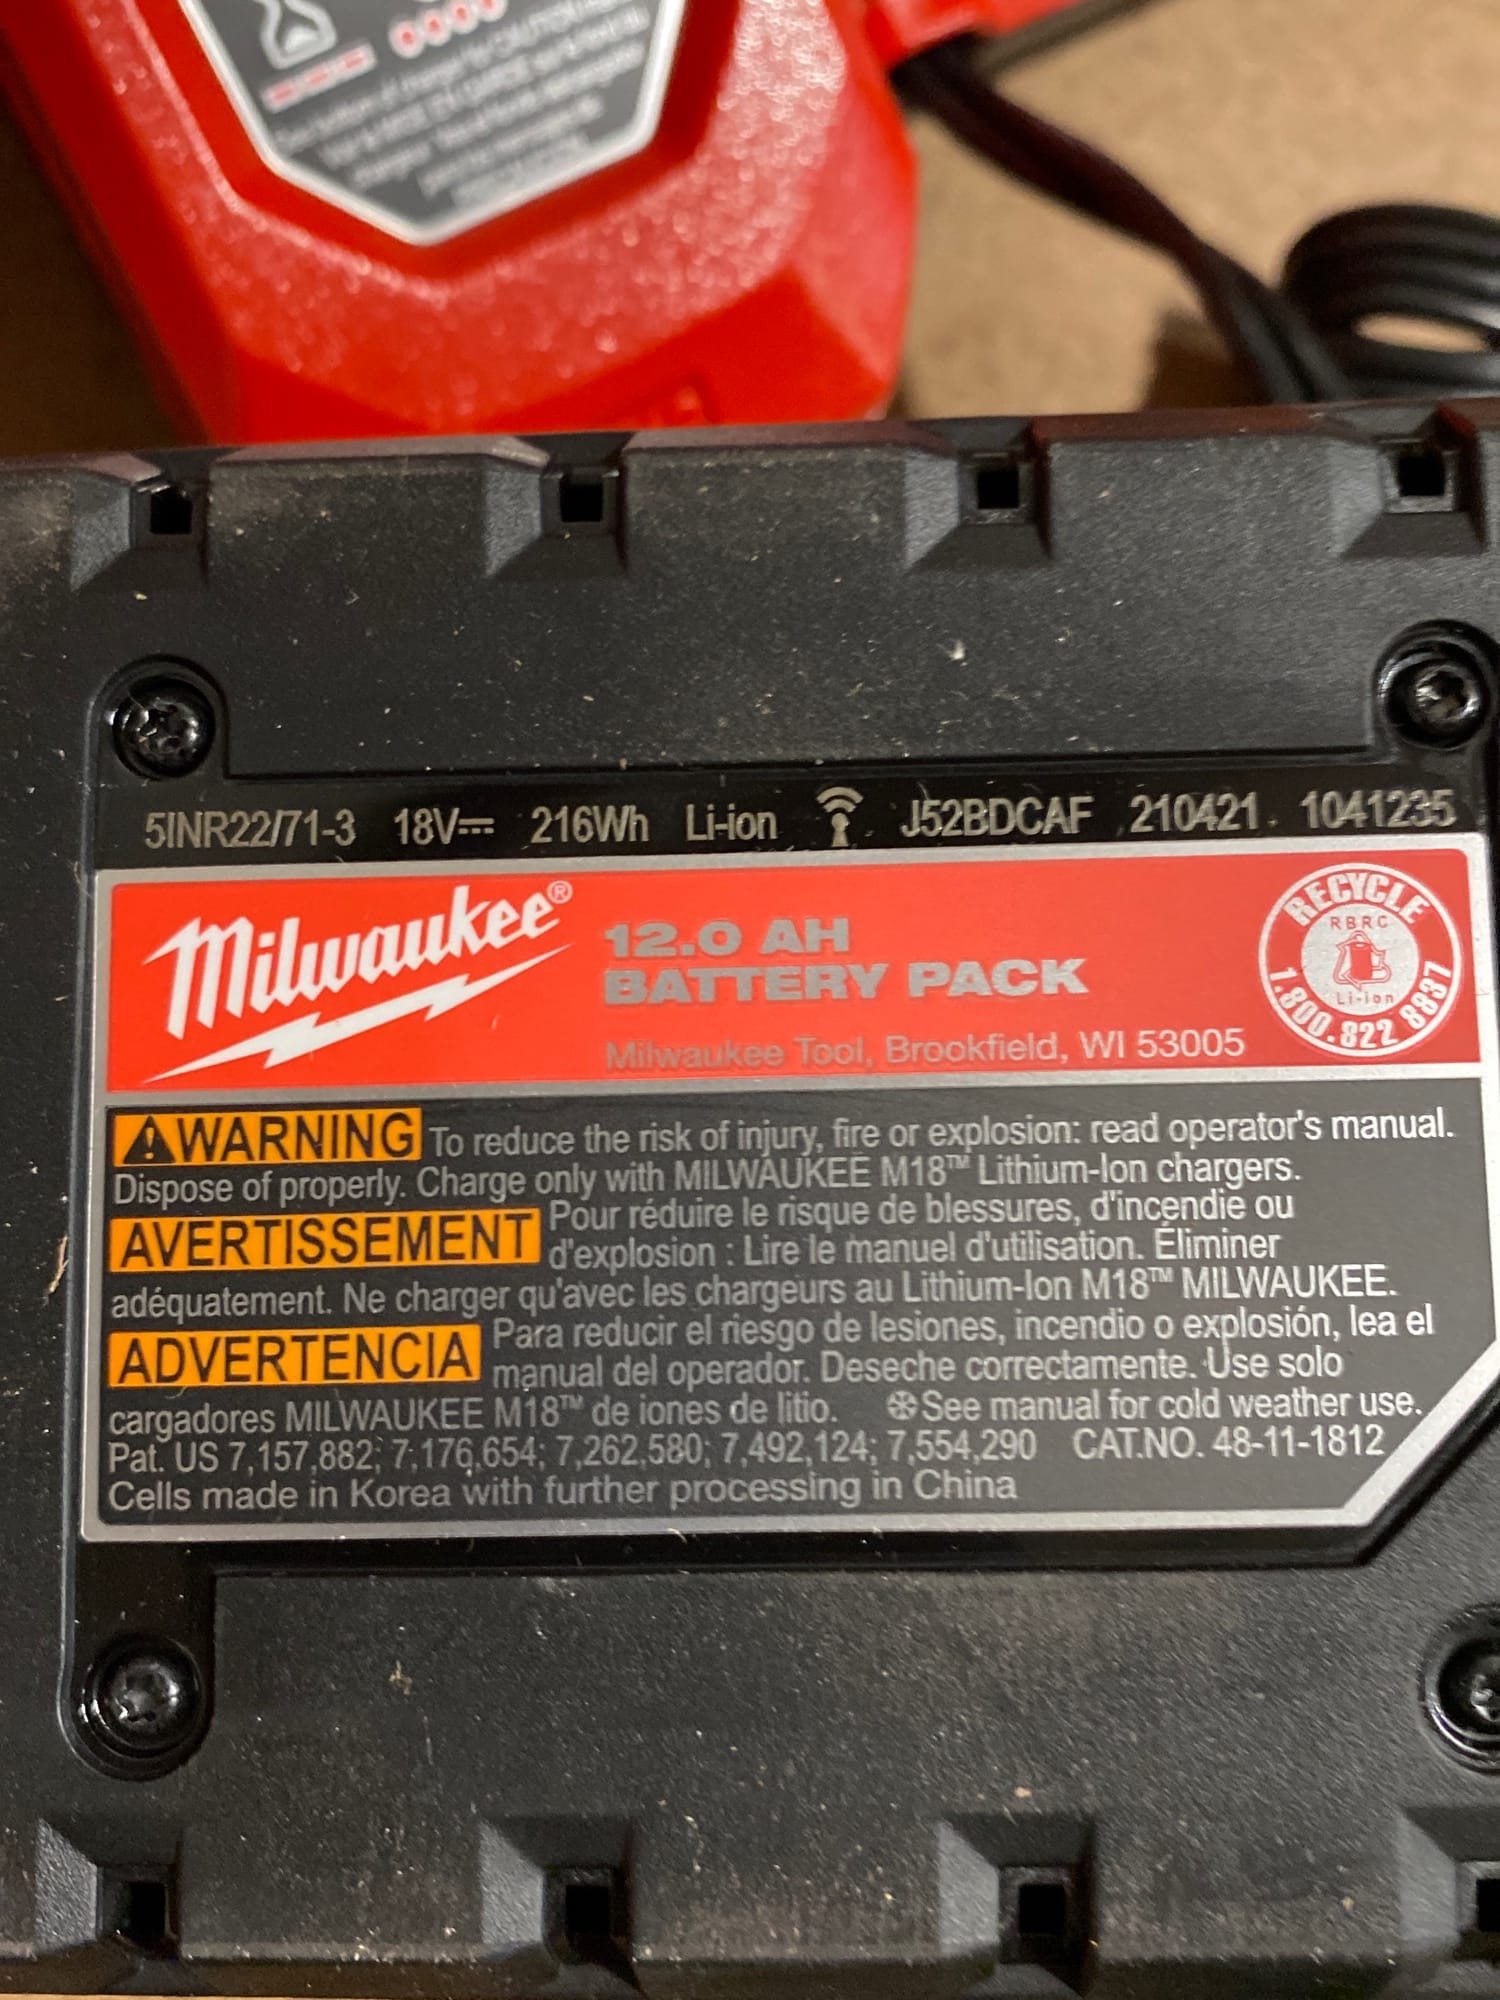 5INR22/71-3 18V 216Wh Li-ion J52BDCAF 210421 1041235
Milwaukee®
12.0 AH
BATTERY PACK
Milwaukee Tool, Brookfield, WI 53005
RECYCLE
RBRC
Li-ion
1.800.822.8837
WARNING To reduce the risk of injury, fire or explosion: read operator's manual.
Dispose of properly. Charge only with MILWAUKEE M18™ Lithium-Ion chargers.
AVERTISSEMENT Pour réduire le risque de blessures, d'incendie ou
d'explosion : Lire le manuel d'utilisation. Éliminer
adéquatement. Ne charger qu'avec les chargeurs au Lithium-Ion M18™ MILWAUKEE.
ADVERTENCIA Para reducir el riesgo de lesiones, incendio o explosión, lea el
manual del operador. Deseche correctamente. Use solo
cargadores MILWAUKEE M18™ de iones de litio. See manual for cold weather use.
Pat. US 7,157,882; 7,176,654; 7,262,580; 7,492,124; 7,554,290 CAT.NO. 48-11-1812
Cells made in Korea with further processing in China